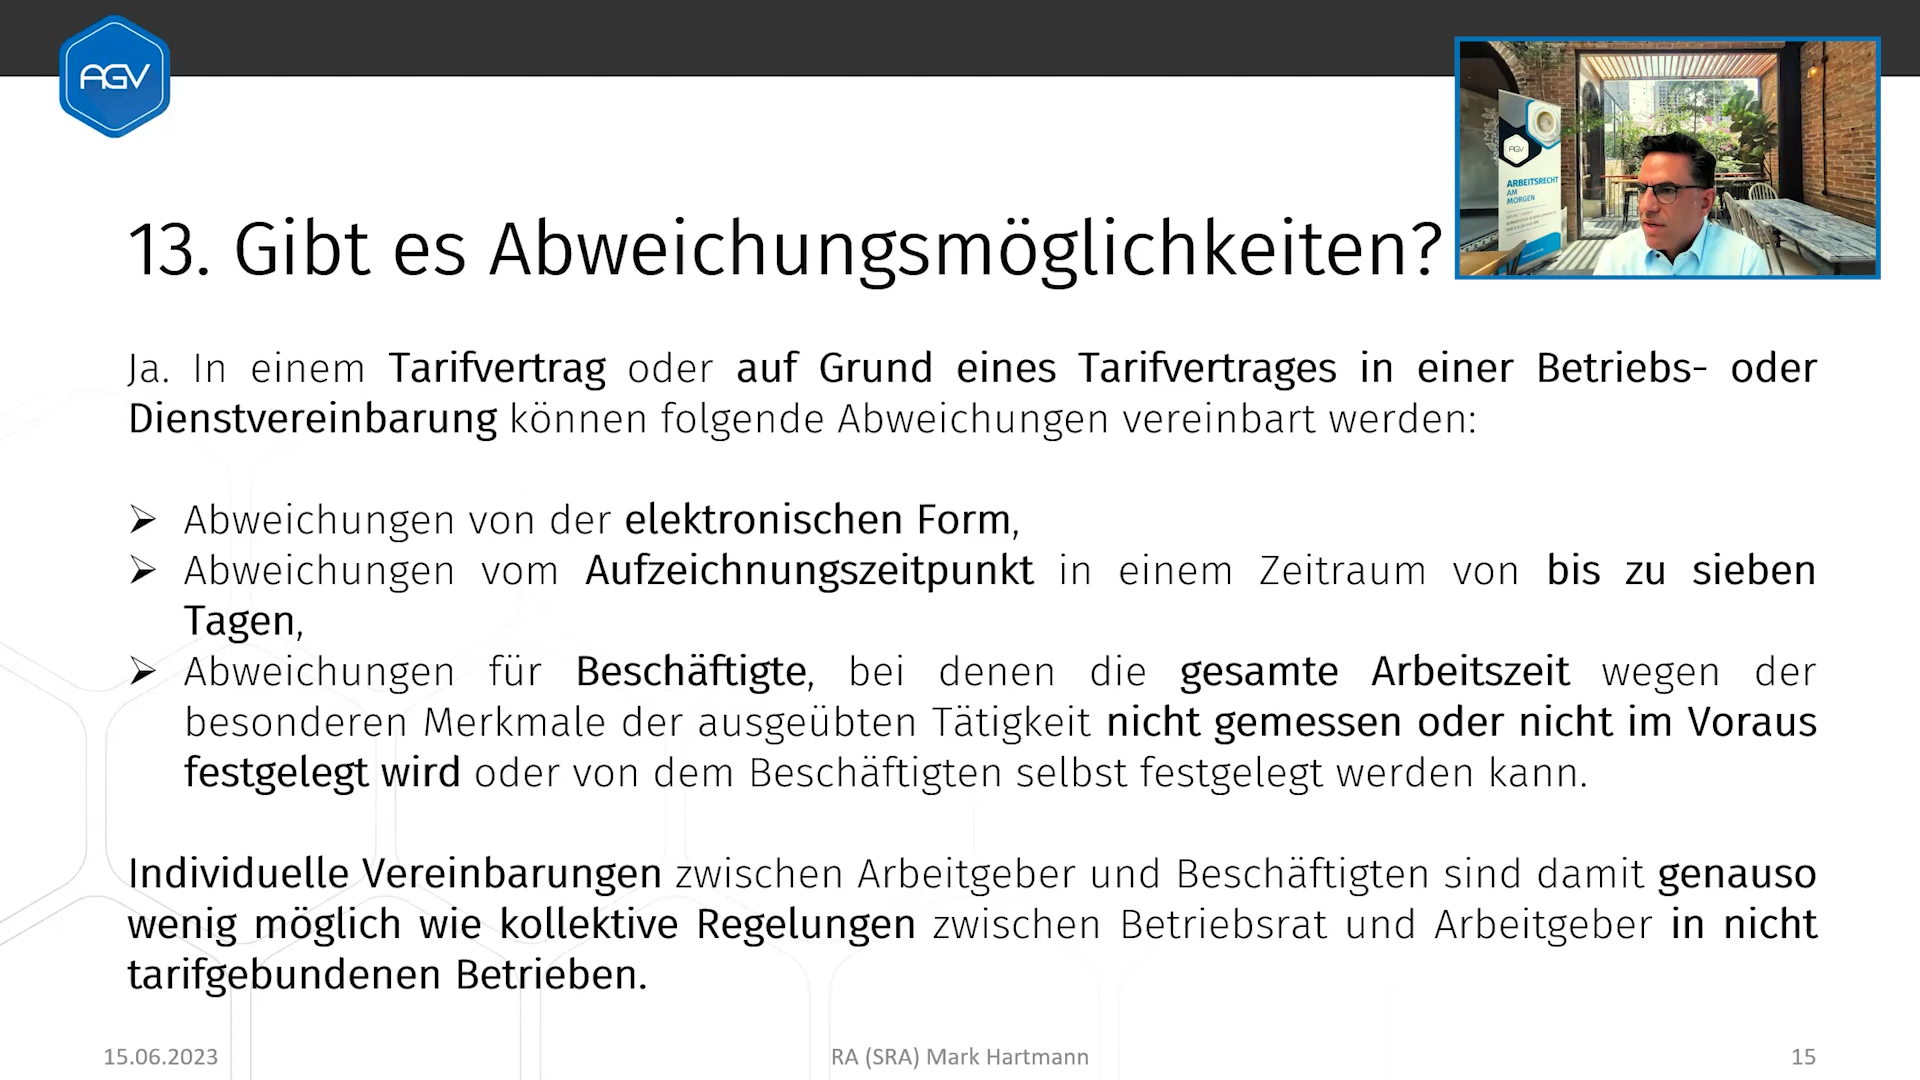 AGV
AGV
ARBEITSRECHT
AM
MORGEN
13. Gibt es Abweichungsmöglichkeiten?
Ja. In einem Tarifvertrag oder auf Grund eines Tarifvertrages in einer Betriebs- oder
Dienstvereinbarung können folgende Abweichungen vereinbart werden:
➢ Abweichungen von der elektronischen Form,
➢ Abweichungen vom Aufzeichnungszeitpunkt in einem Zeitraum von bis zu sieben
Tagen,
➢ Abweichungen für Beschäftigte, bei denen die gesamte Arbeitszeit wegen der
besonderen Merkmale der ausgeübten Tätigkeit nicht gemessen oder nicht im Voraus
festgelegt wird oder von dem Beschäftigten selbst festgelegt werden kann.
Individuelle Vereinbarungen zwischen Arbeitgeber und Beschäftigten sind damit genauso
wenig möglich wie kollektive Regelungen zwischen Betriebsrat und Arbeitgeber in nicht
tarifgebundenen Betrieben.
15.06.2023
RA (SRA) Mark Hartmann
15